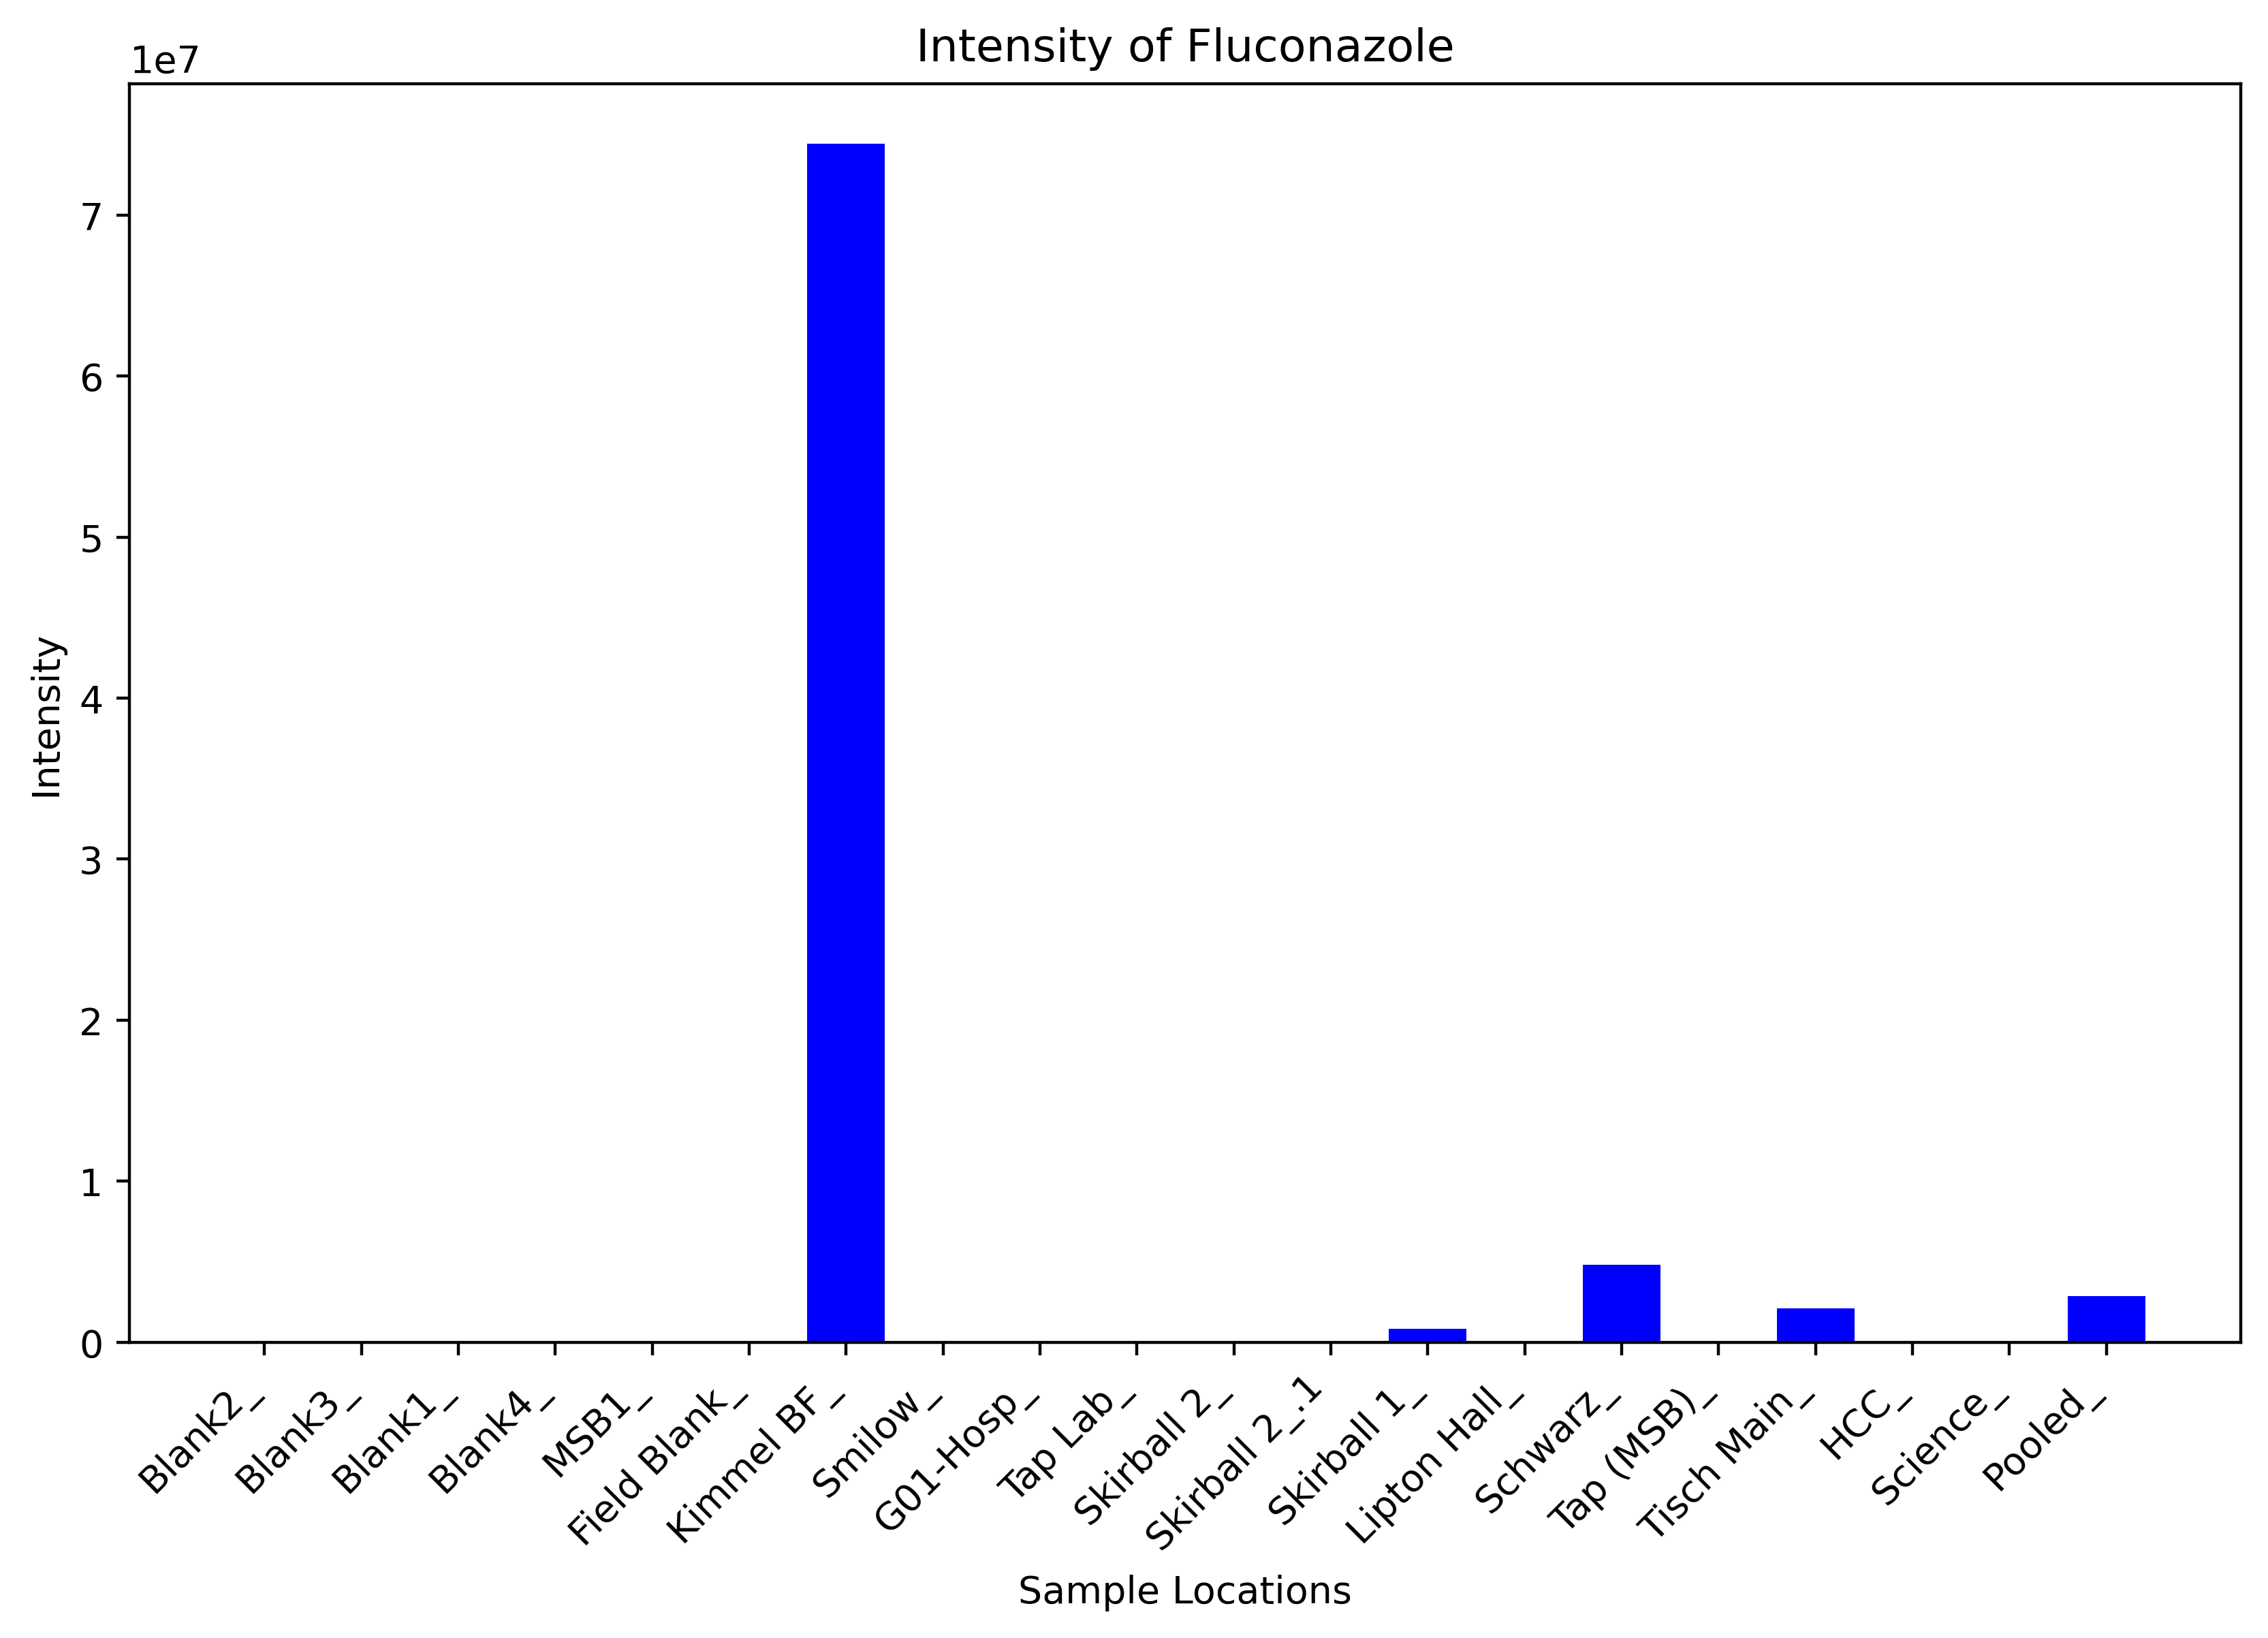 Intensity of Fluconazole
1e7
7
6
5
4
3
2
1
0
Intensity
Blank2_
Blank3_
Blank1_
Blank4_
MSB1_
Field Blank_
Kimmel BF_
Smilow_
G01-Hosp_
Tap Lab_
Skirball 2_
Skirball 2_.1
Skirball 1_
Lipton Hall_
Schwarz_
Tap (MSB)_
Tisch Main_
HCC_
Science_
Pooled_
Sample Locations